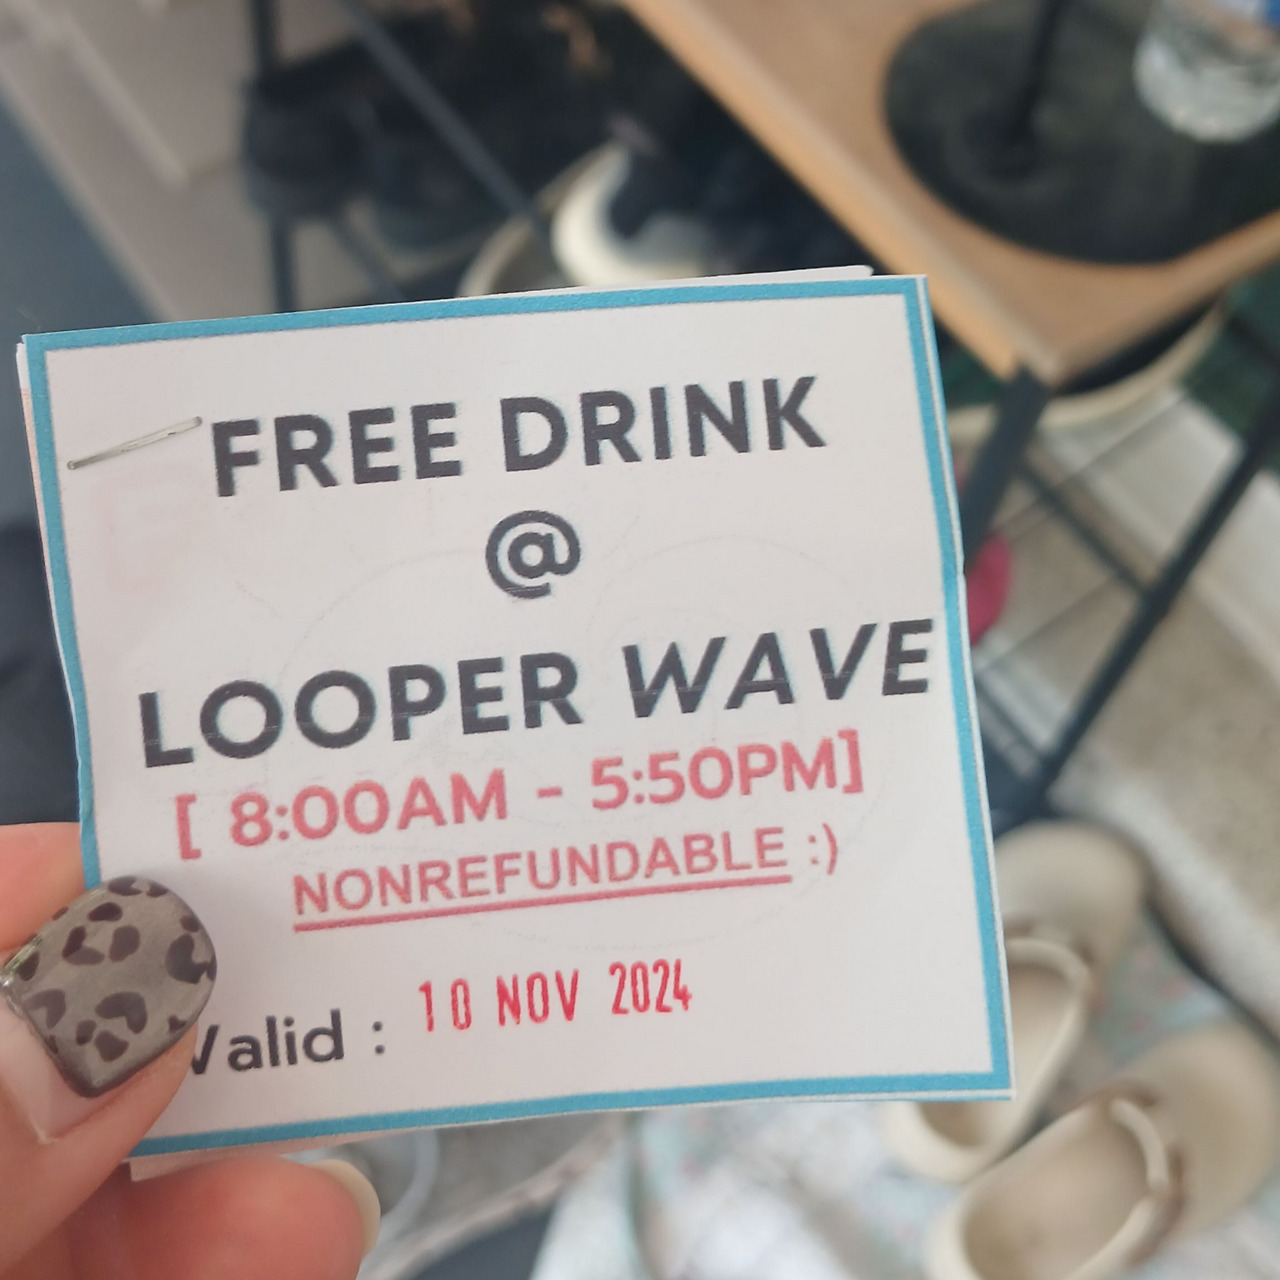 FREE DRINK
@
LOOPER WAVE
[ 8:00AM - 5:50PM]
NONREFUNDABLE :)
Valid : 10 NOV 2024